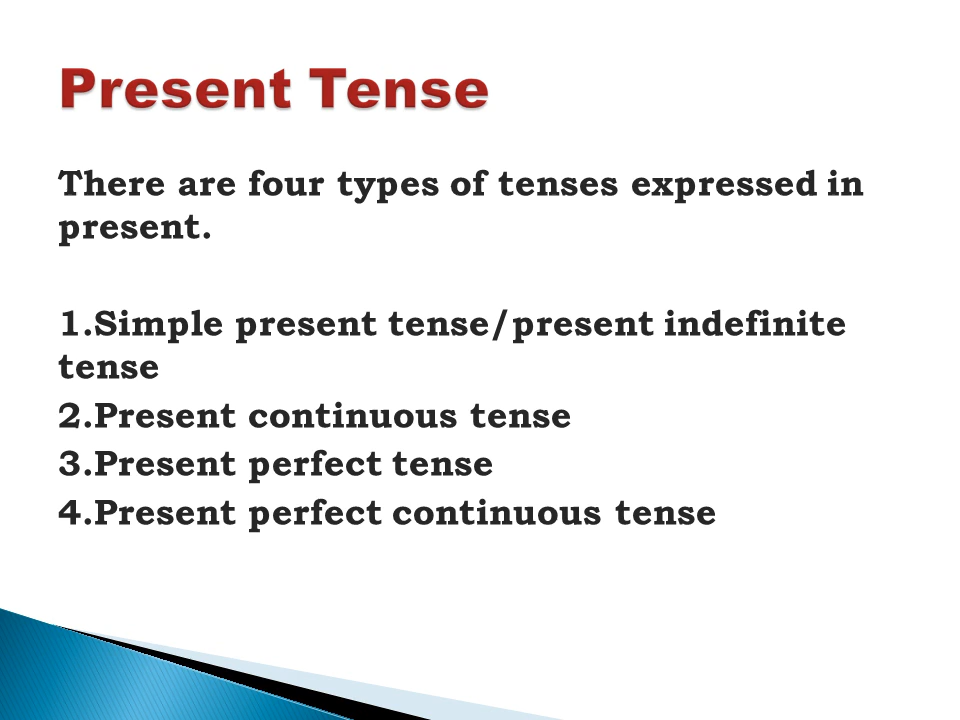 Present Tense
There are four types of tenses expressed in
present.
1.Simple present tense/present indefinite
tense
2.Present continuous tense
3.Present perfect tense
4.Present perfect continuous tense